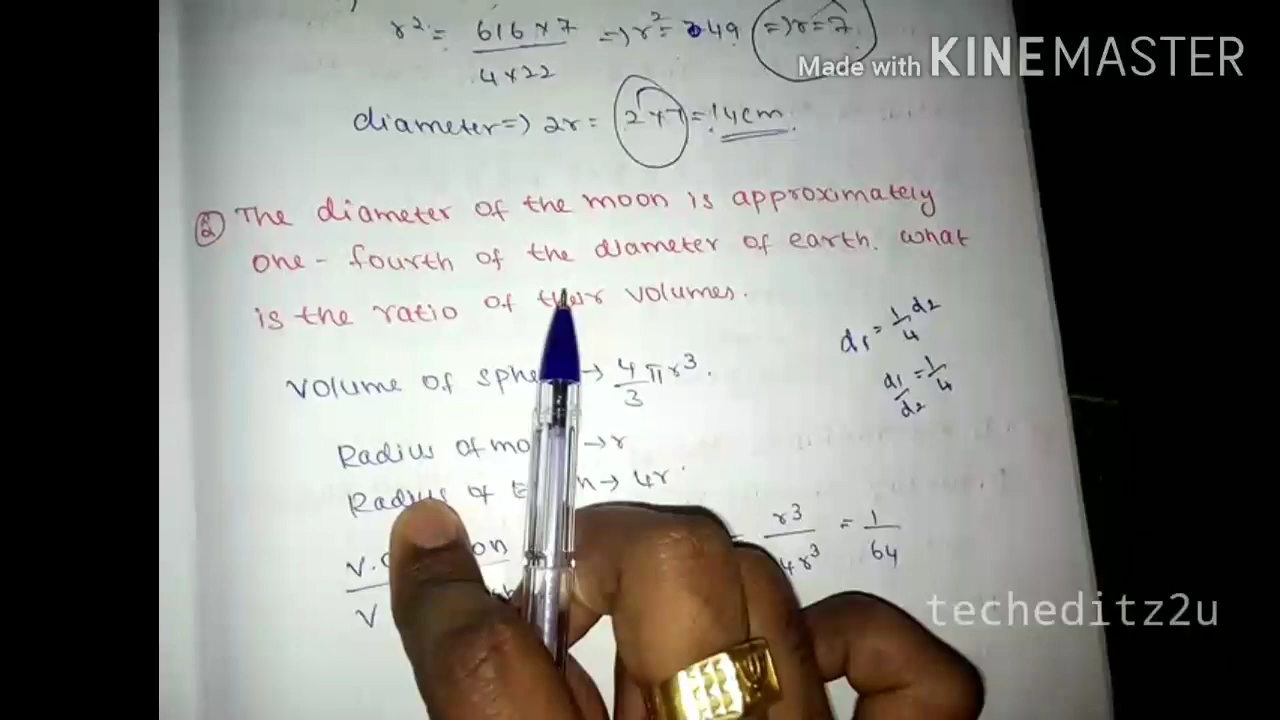 r² = 616 × 7 / 4 × 22 => r² = 49 => r = 7
Made with KINEMASTER
diameter => 2r = 2 × 7 = 14cm
2 The diameter of the moon is approximately
one-fourth of the diameter of earth. what
is the ratio of their volumes.
d1 = 1/4 d2
d1/d2 = 1/4
Volume of → 4/3 πr³.
Radius of → r
Radius of → 4r
r³ / = 1/64
techeditz2u